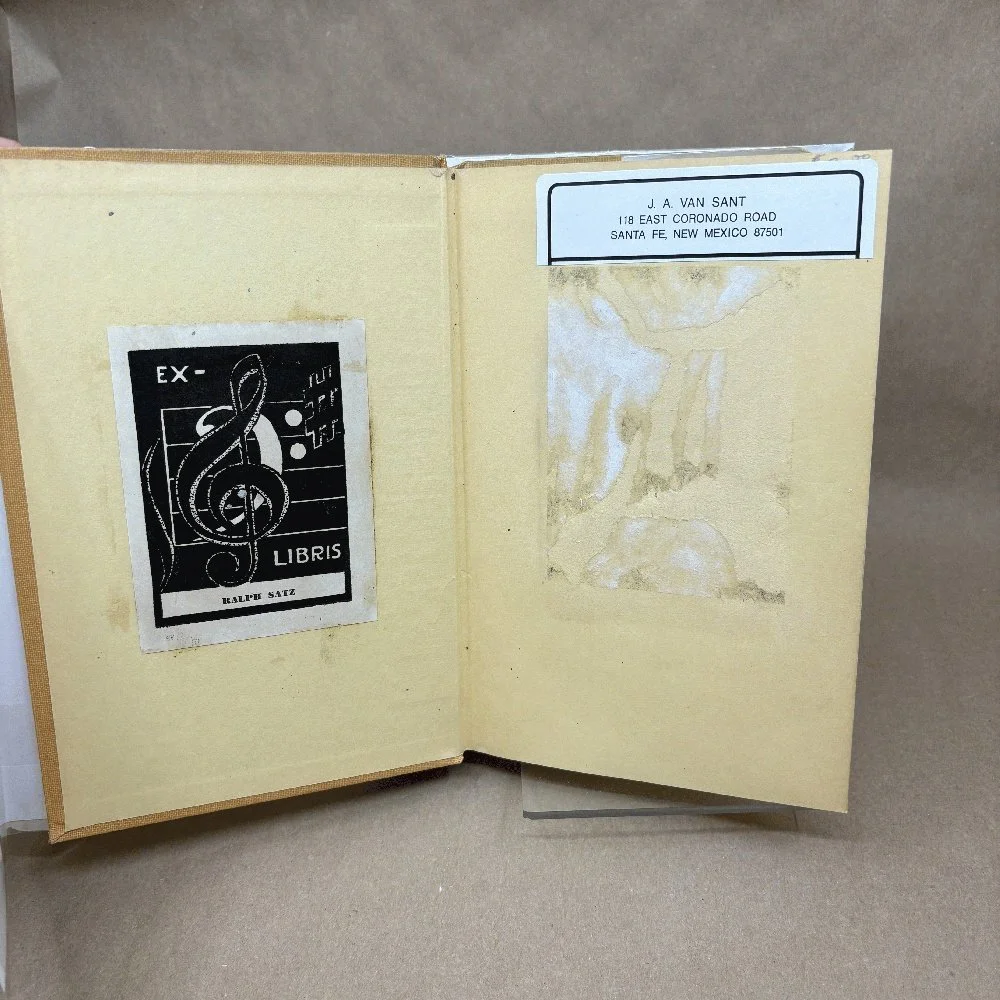 EX-
LIBRIS
RALPH SATZ
J. A. VAN SANT
118 EAST CORONADO ROAD
SANTA FE, NEW MEXICO 87501